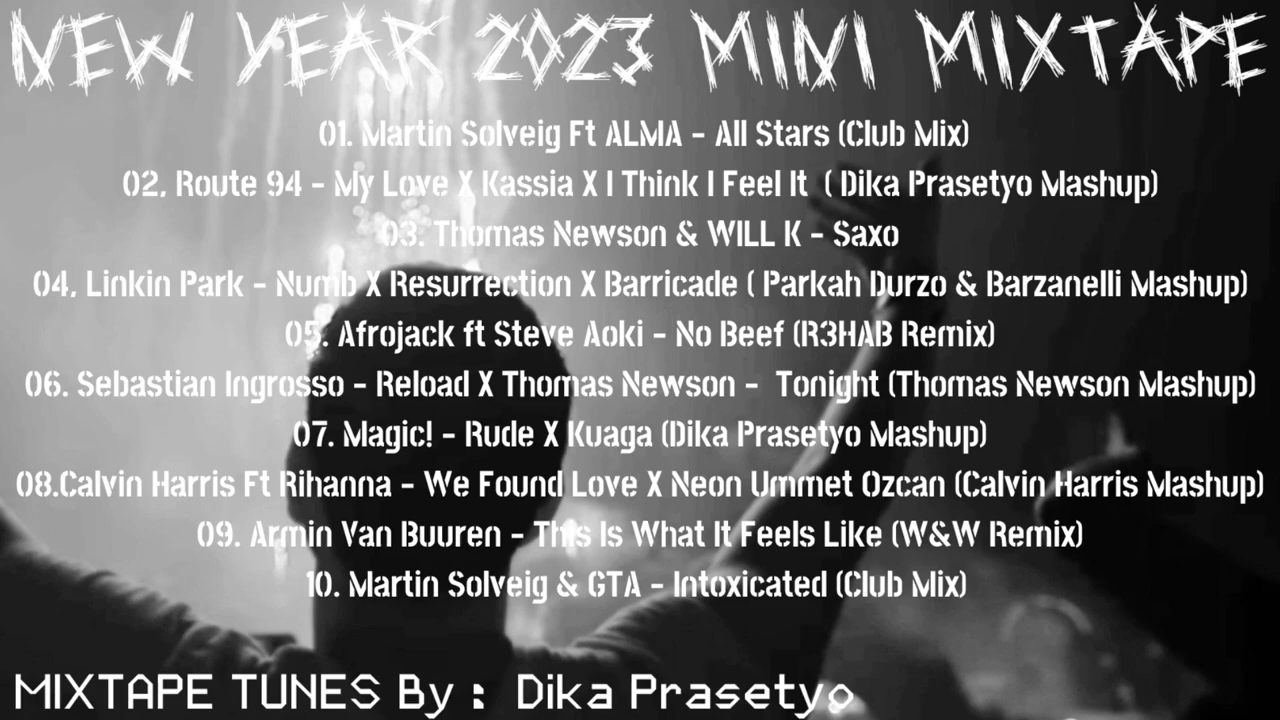 NEW YEAR 2023 MINI MIXTAPE
01. Martin Solveig Ft ALMA - All Stars (Club Mix)
02, Route 94 - My Love X Kassia X I Think I Feel It ( Dika Prasetyo Mashup)
03. Thomas Newson & WILL K - Saxo
04, Linkin Park - Numb X Resurrection X Barricade ( Parkah Durzo & Barzanelli Mashup)
05. Afrojack ft Steve Aoki - No Beef (R3HAB Remix)
06. Sebastian Ingrosso - Reload X Thomas Newson - Tonight (Thomas Newson Mashup)
07. Magic! - Rude X Kuaga (Dika Prasetyo Mashup)
08.Calvin Harris Ft Rihanna - We Found Love X Neon Ummet Ozcan (Calvin Harris Mashup)
09. Armin Van Buuren - This Is What It Feels Like (W&W Remix)
10. Martin Solveig & GTA - Intoxicated (Club Mix)
MIXTAPE TUNES By : Dika Prasetyo